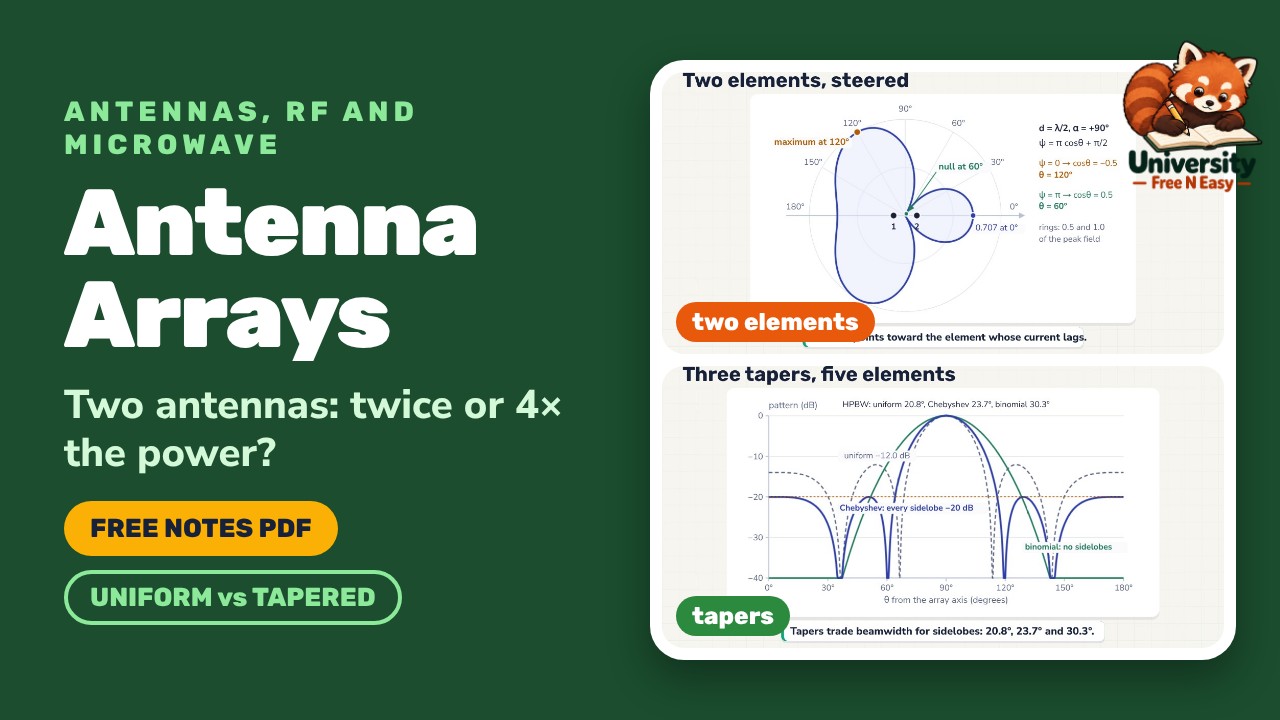 ANTENNAS, RF AND
MICROWAVE
Antenna
Arrays
Two antennas: twice or 4×
the power?
FREE NOTES PDF
UNIFORM vs TAPERED
Two elements, steered
90°
120°
60°
maximum at 120°
150°
null at 60°
30°
180°
0°
1
2
0.707 at 0°
d = λ/2, α = +90°
ψ = π cosθ + π/2
ψ = 0 → cosθ = −0.5
θ = 120°
ψ = π → cosθ = 0.5
θ = 60°
rings: 0.5 and 1.0
of the peak field
two elements
toward the element whose current lags.
University
Free N Easy
Three tapers, five elements
pattern (dB)
HPBW: uniform 20.8°, Chebyshev 23.7°, binomial 30.3°
0
−10
−20
−30
−40
uniform −12.0 dB
Chebyshev: every sidelobe −20 dB
binomial: no sidelobes
0°
30°
60°
90°
120°
150°
180°
θ from the array axis (degrees)
tapers
Tapers trade beamwidth for sidelobes: 20.8°, 23.7° and 30.3°.